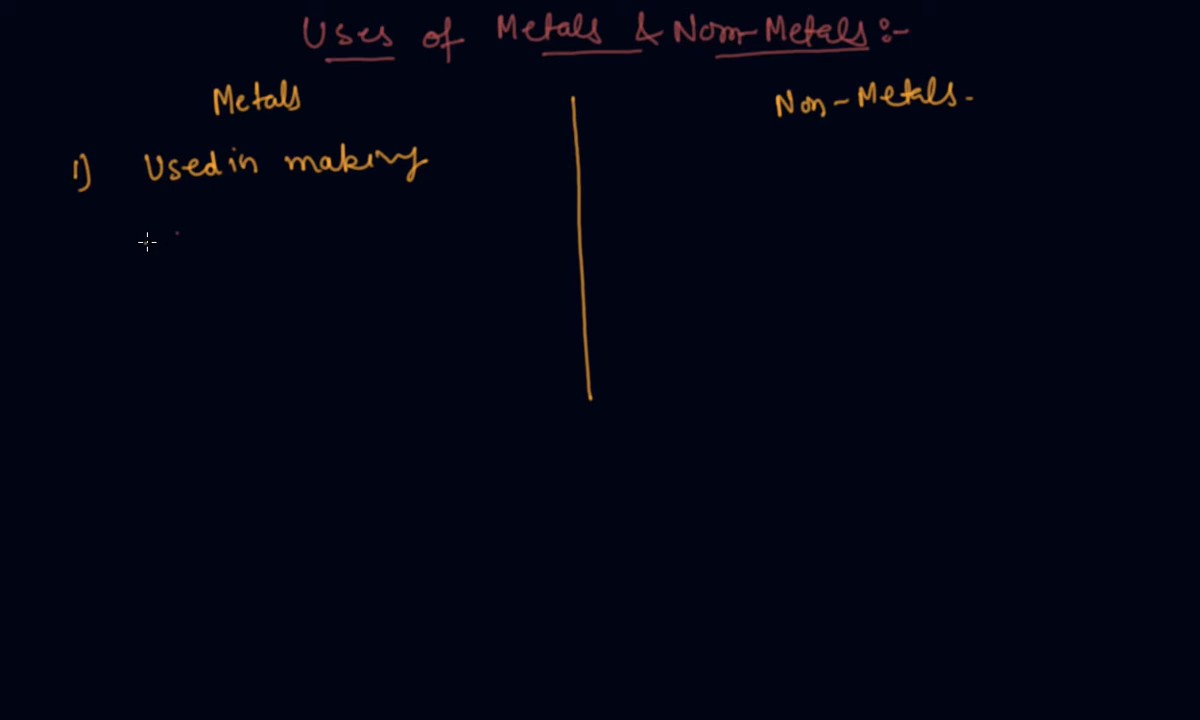 Uses of Metals & Non-Metals:-
Metals
Non-Metals-
1) Used in making